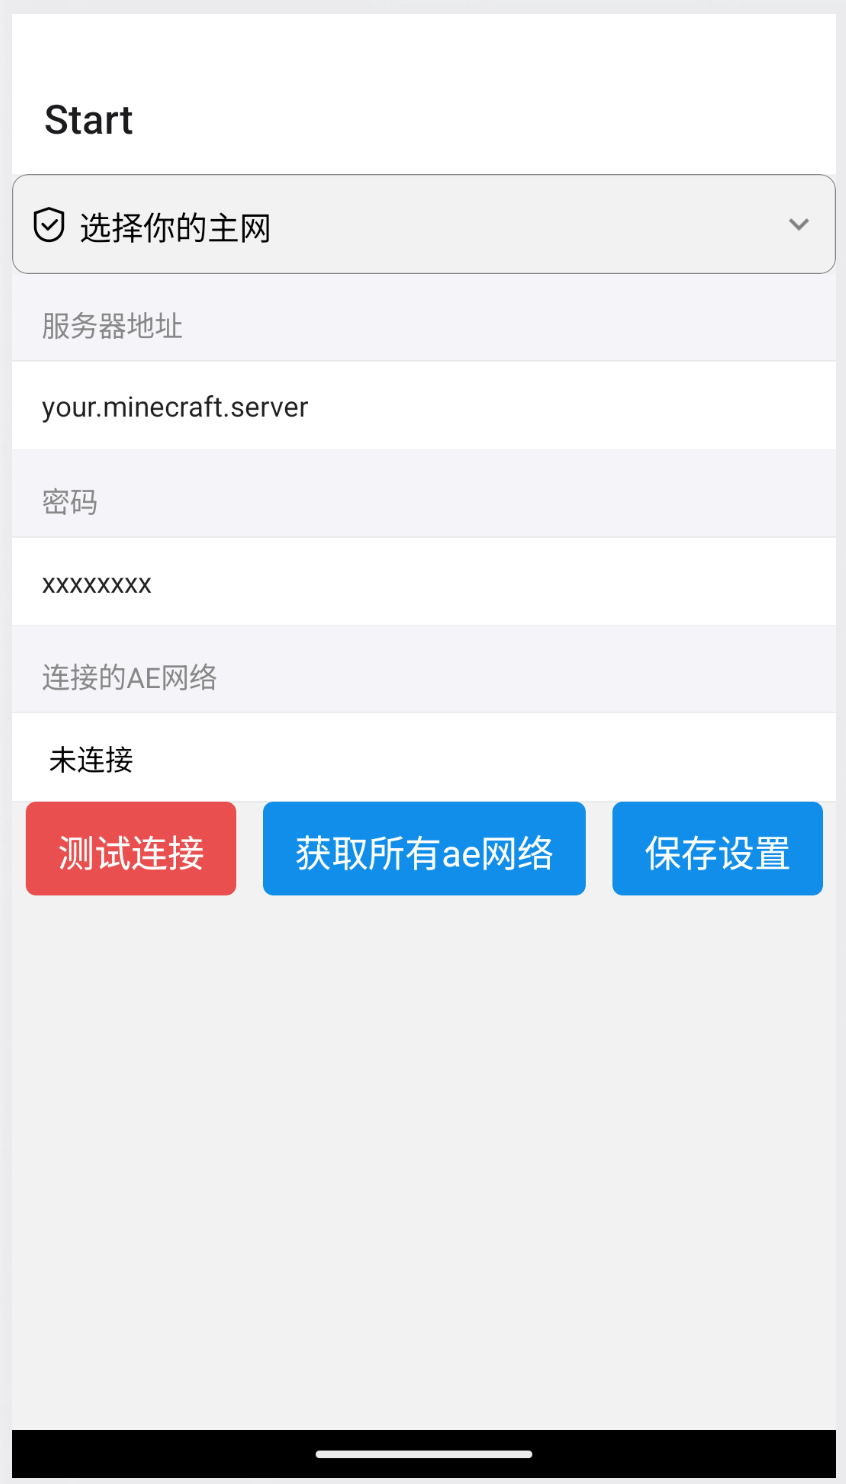 Start
选择你的主网
服务器地址
your.minecraft.server
密码
xxxxxxxx
连接的AE网络
未连接
测试连接 获取所有ae网络 保存设置